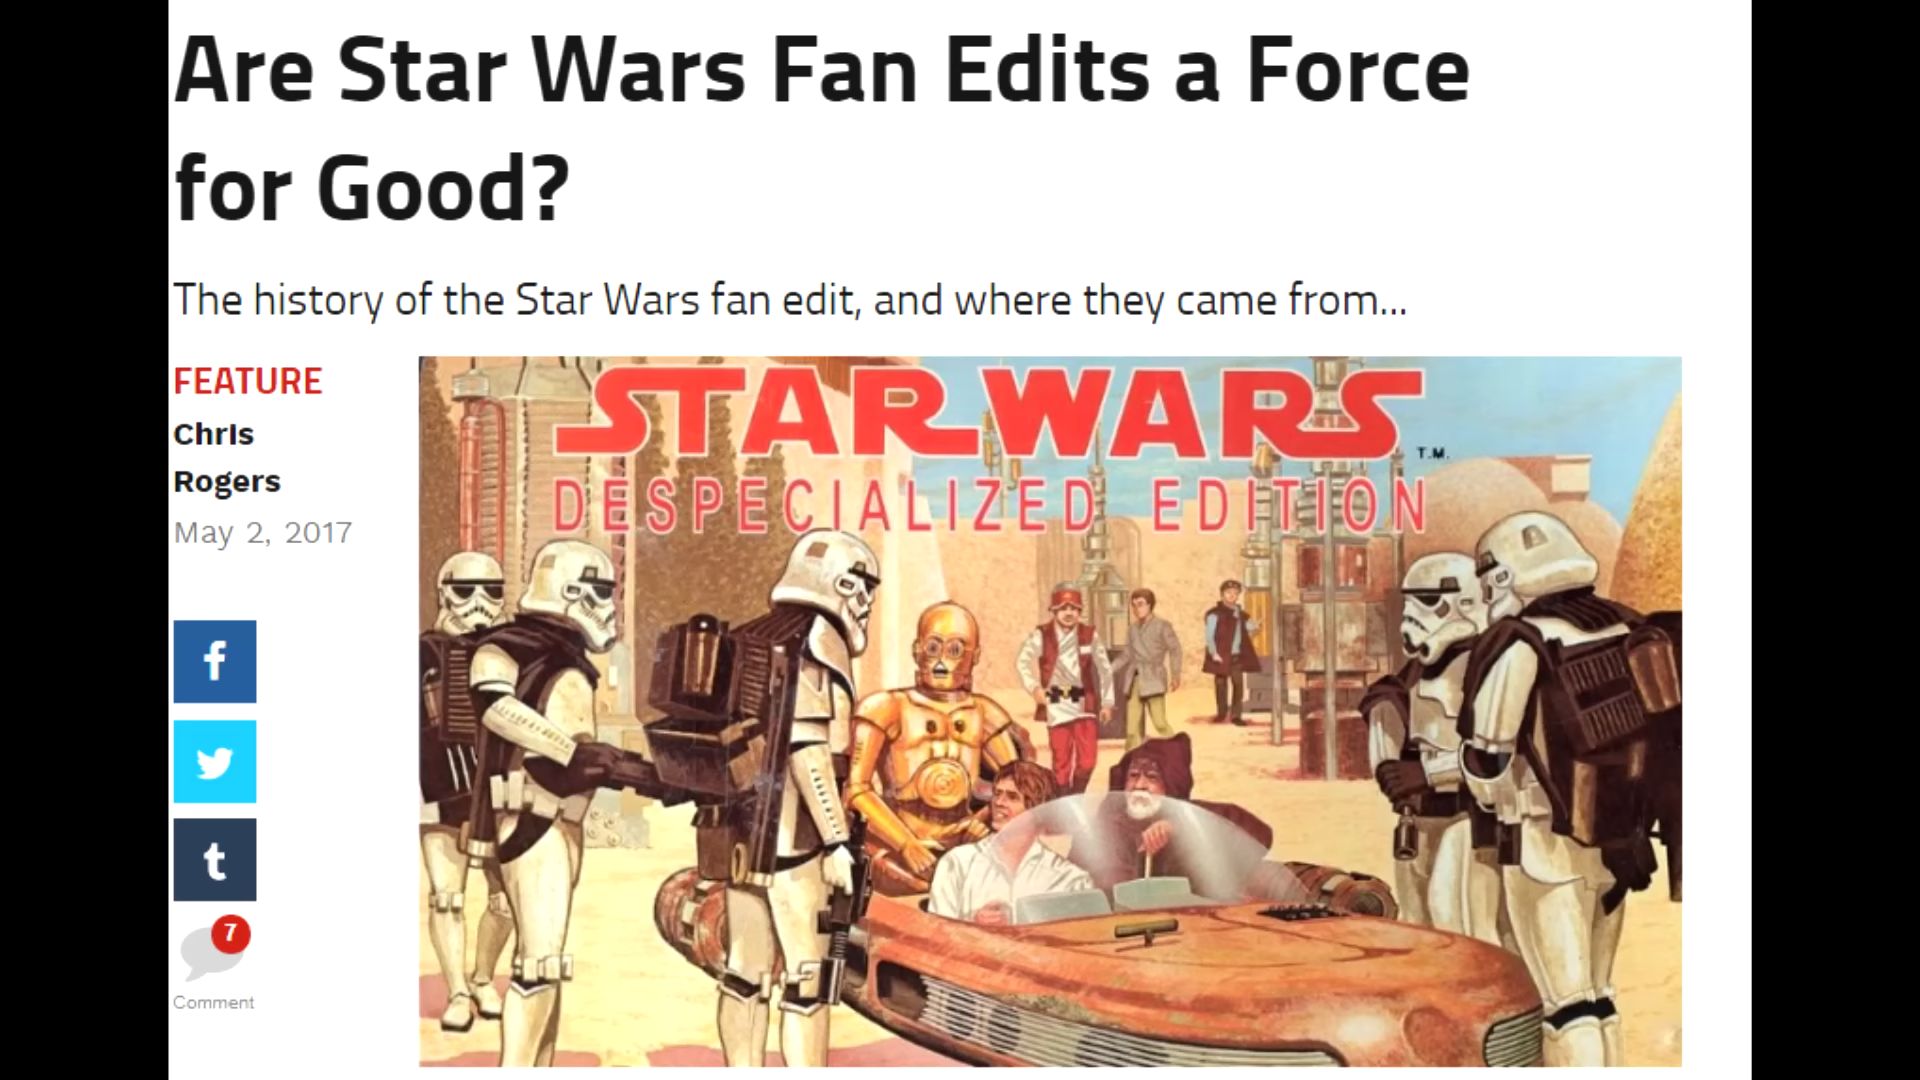 Are Star Wars Fan Edits a Force
for Good?
The history of the Star Wars fan edit, and where they came from...
FEATURE
Chris
Rogers
May 2, 2017
f
t
7
Comment
STAR WARS
T.M.
DESPECIALIZED EDITION